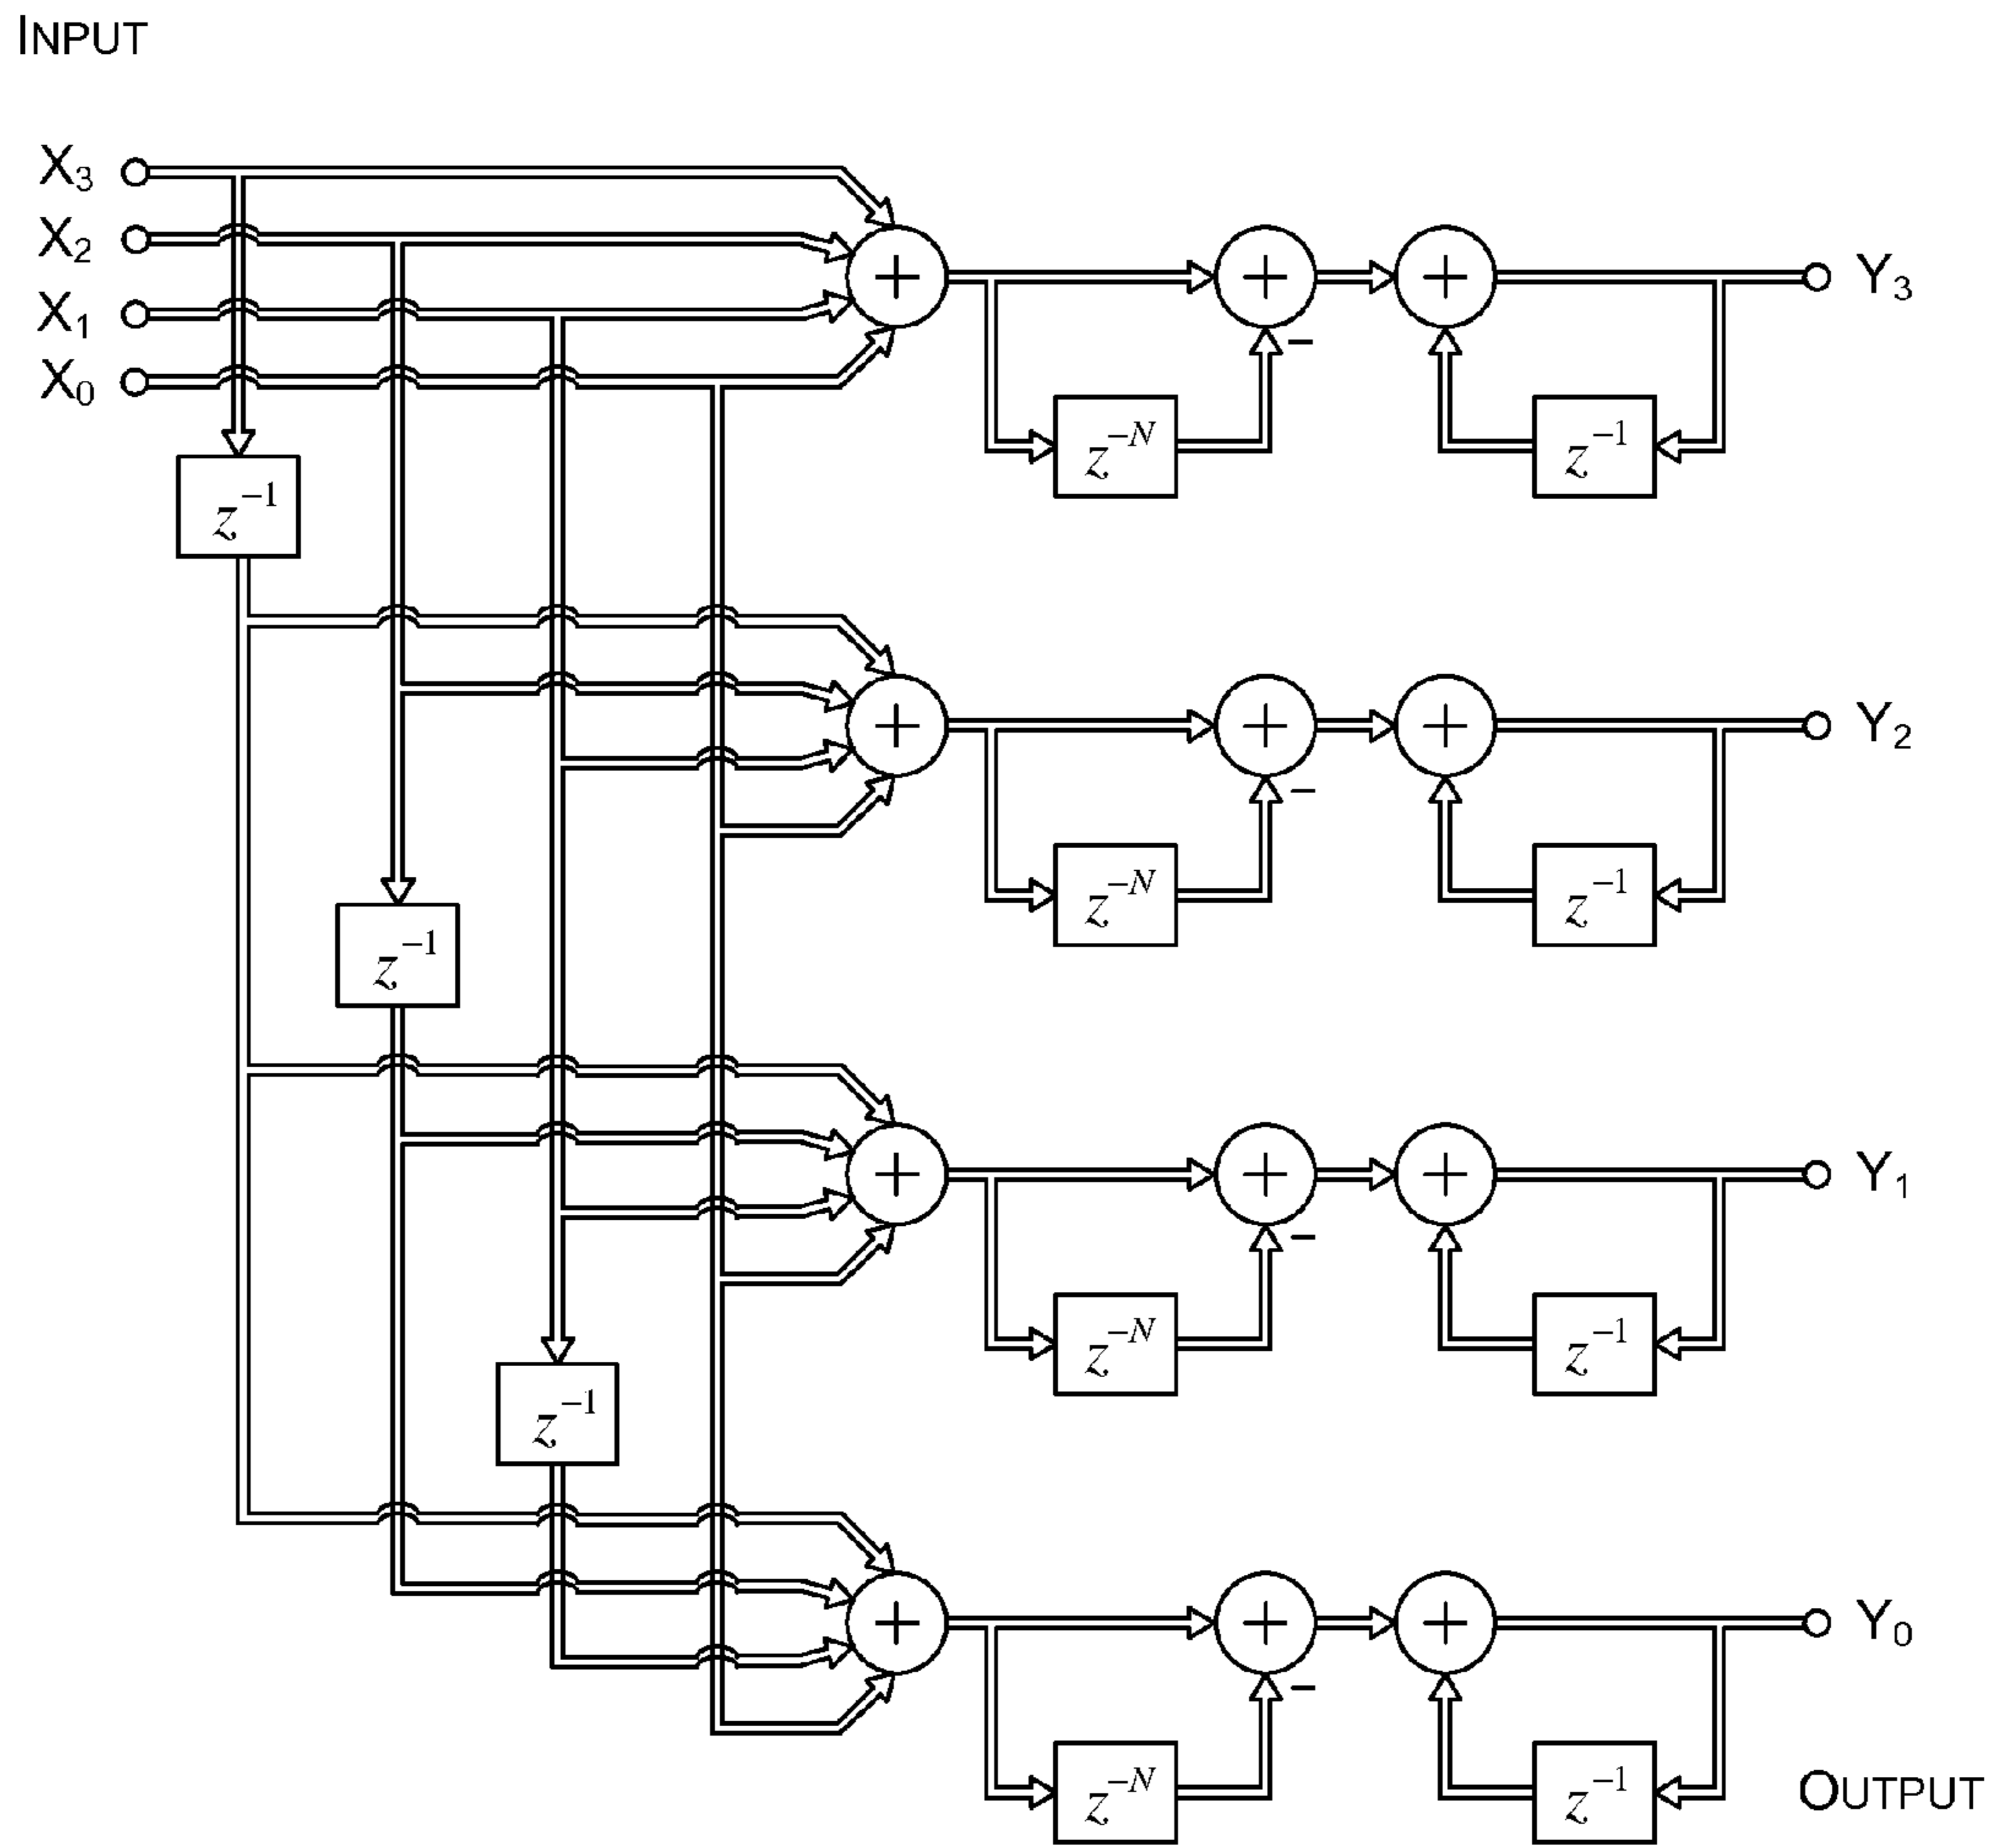 INPUT
X3
X2
X1
X0
+
+
+
Y3
−
z−N
z−1
z−1
+
+
+
Y2
−
z−N
z−1
z−1
+
+
+
Y1
−
z−N
z−1
z−1
+
+
+
Y0
−
z−N
z−1
OUTPUT